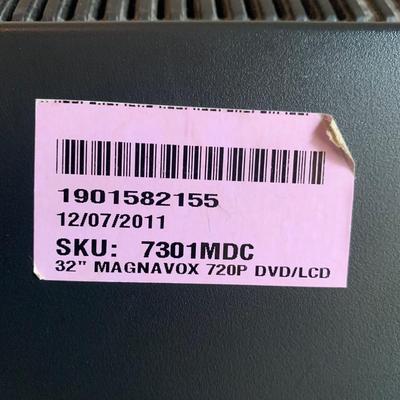 1901582155
12/07/2011
SKU: 7301MDC
32" MAGNAVOX 720P DVD/LCD